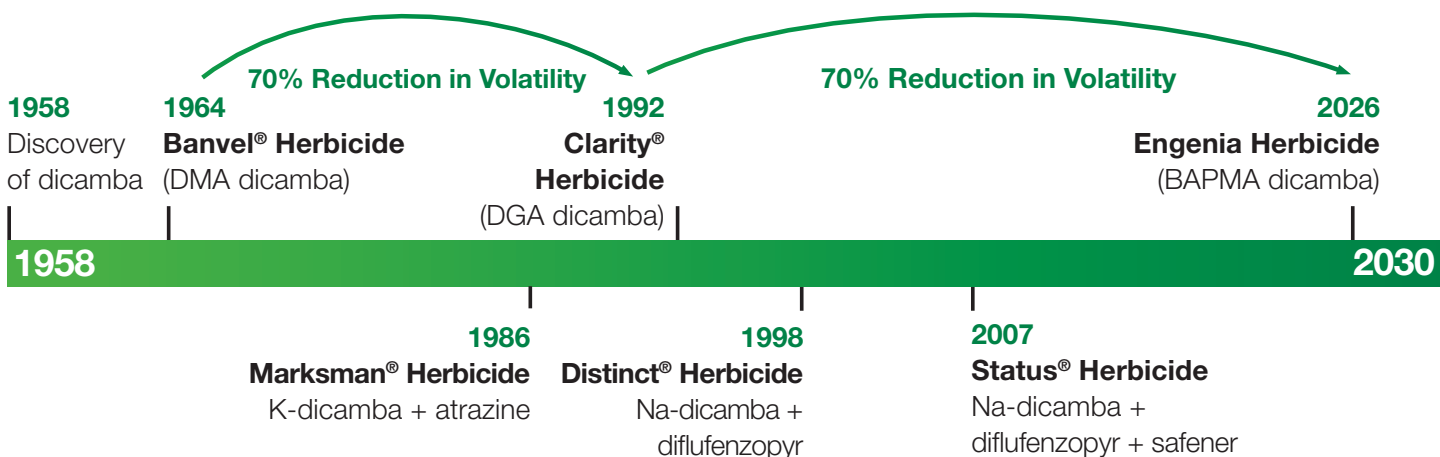 70% Reduction in Volatility
70% Reduction in Volatility
1958
Discovery
of dicamba
1964
Banvel® Herbicide
(DMA dicamba)
1992
Clarity®
Herbicide
(DGA dicamba)
2026
Engenia Herbicide
(BAPMA dicamba)
1958
2030
1986
Marksman® Herbicide
K-dicamba + atrazine
1998
Distinct® Herbicide
Na-dicamba +
diflufenzopyr
2007
Status® Herbicide
Na-dicamba +
diflufenzopyr + safener